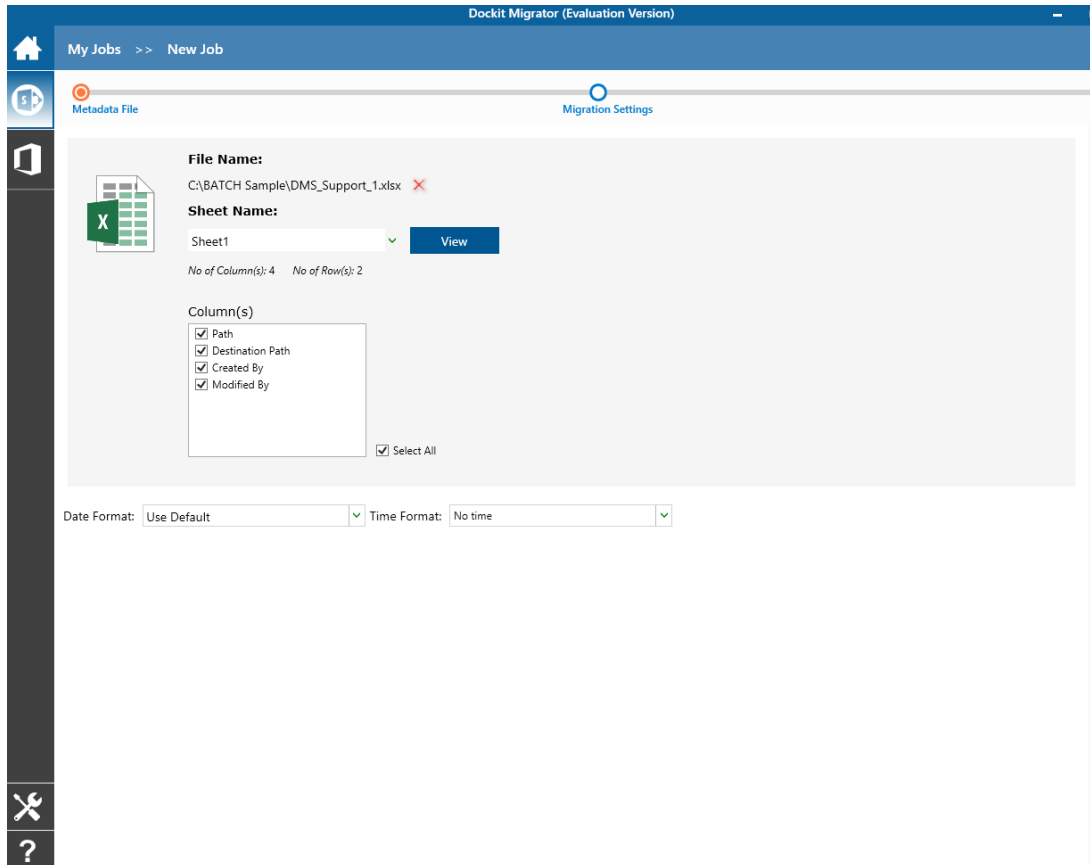 Dockit Migrator (Evaluation Version)
My Jobs >> New Job
Metadata File
Migration Settings
File Name:
C:\BATCH Sample\DMS_Support_1.xlsx
Sheet Name:
X
Sheet1
View
No of Column(s): 4 No of Row(s): 2
Column(s)
Path
Destination Path
Created By
Modified By
Select All
Date Format: Use Default Time Format: No time
?